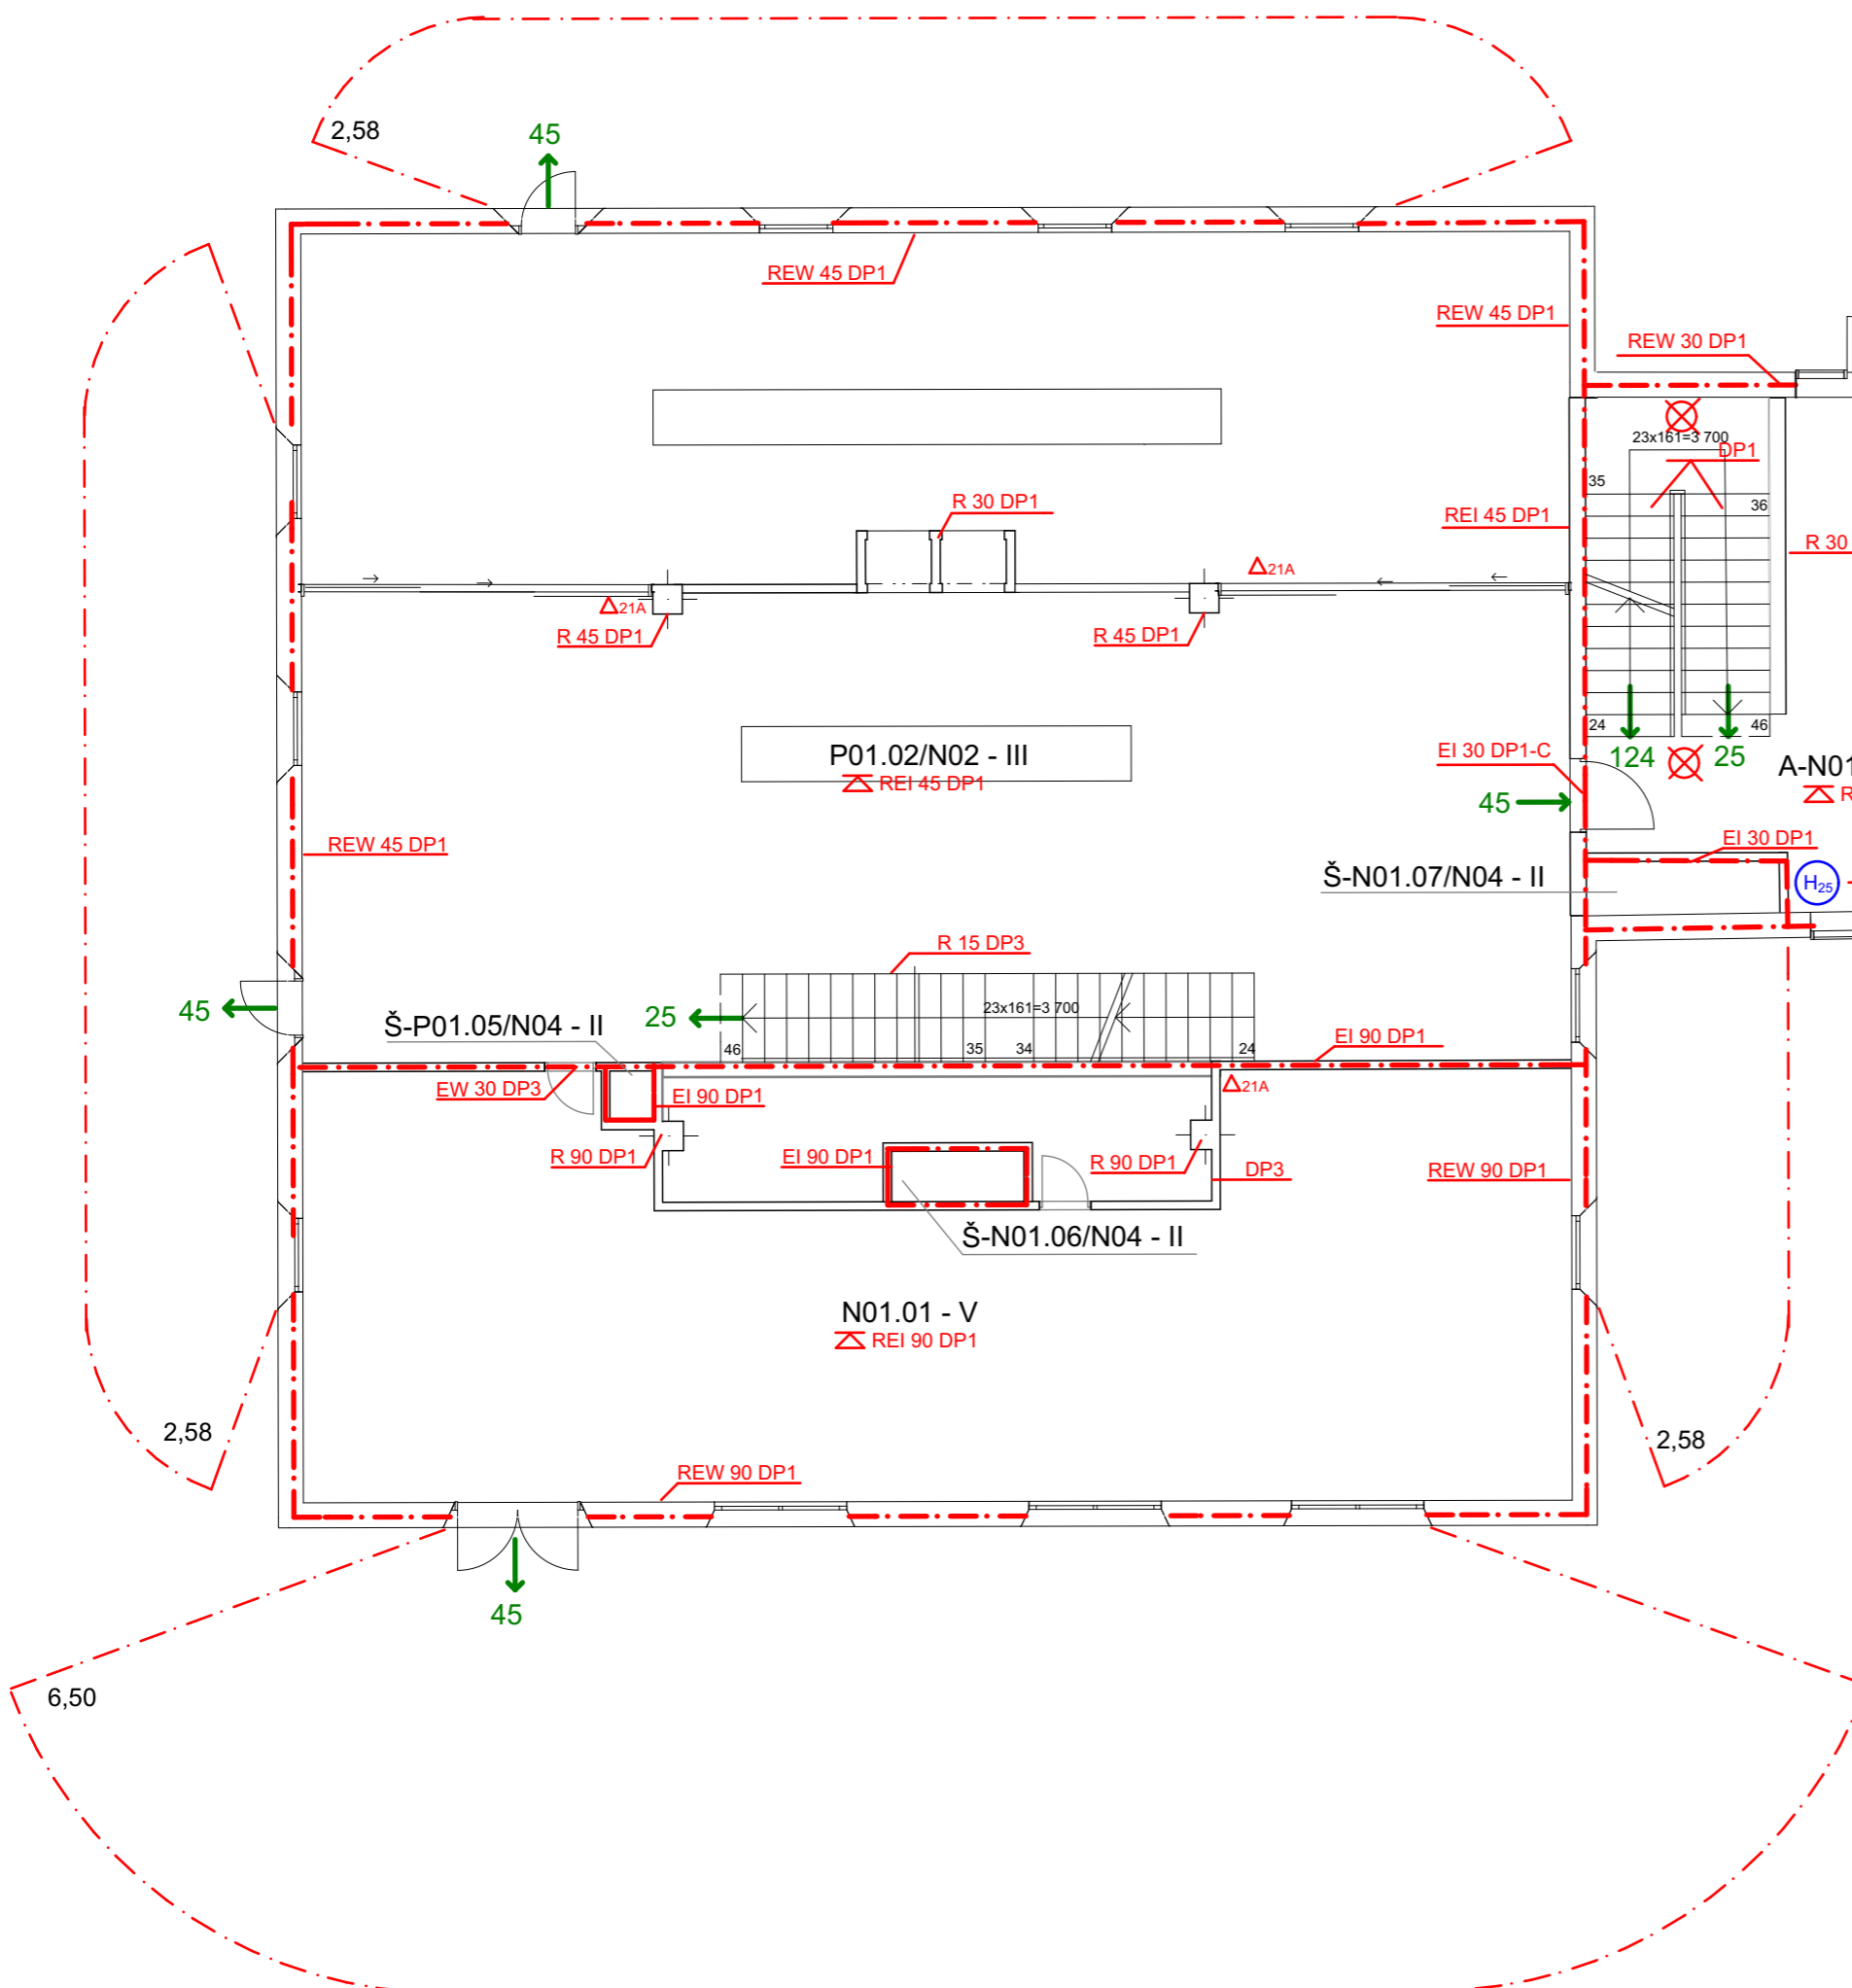 2,58
45
REW 45 DP1
REW 45 DP1
REW 30 DP1
23x161=3 700
DP1
35
36
R 30 DP1
REI 45 DP1
R 30
21A
21A
R 45 DP1
R 45 DP1
24
46
P01.02/N02 - III
REI 45 DP1
EI 30 DP1-C
124
25
A-N01
R
45
REW 45 DP1
EI 30 DP1
Š-N01.07/N04 - II
H25
R 15 DP3
45
25
23x161=3 700
Š-P01.05/N04 - II
46
35
34
24
EI 90 DP1
EW 30 DP3
EI 90 DP1
21A
R 90 DP1
EI 90 DP1
R 90 DP1
DP3
REW 90 DP1
Š-N01.06/N04 - II
N01.01 - V
REI 90 DP1
2,58
2,58
REW 90 DP1
45
6,50